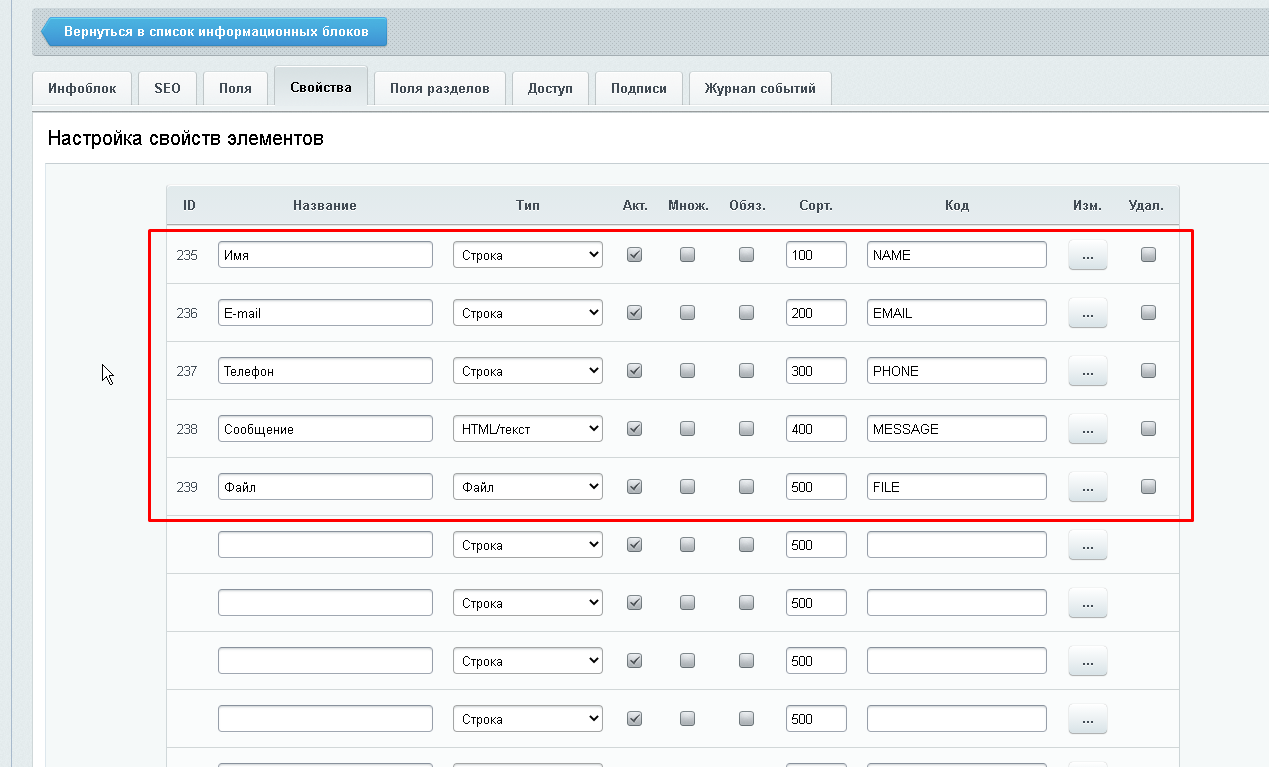 Вернуться в список информационных блоков
Инфоблок SEO Поля Свойства Поля разделов Доступ Подписи Журнал событий
Настройка свойств элементов
ID Название Тип Акт. Множ. Обяз. Сорт. Код Изм. Удал.
235 Имя Строка 100 NAME ...
236 E-mail Строка 200 EMAIL ...
237 Телефон Строка 300 PHONE ...
238 Сообщение HTML/текст 400 MESSAGE ...
239 Файл Файл 500 FILE ...
Строка 500 ...
Строка 500 ...
Строка 500 ...
Строка 500 ...